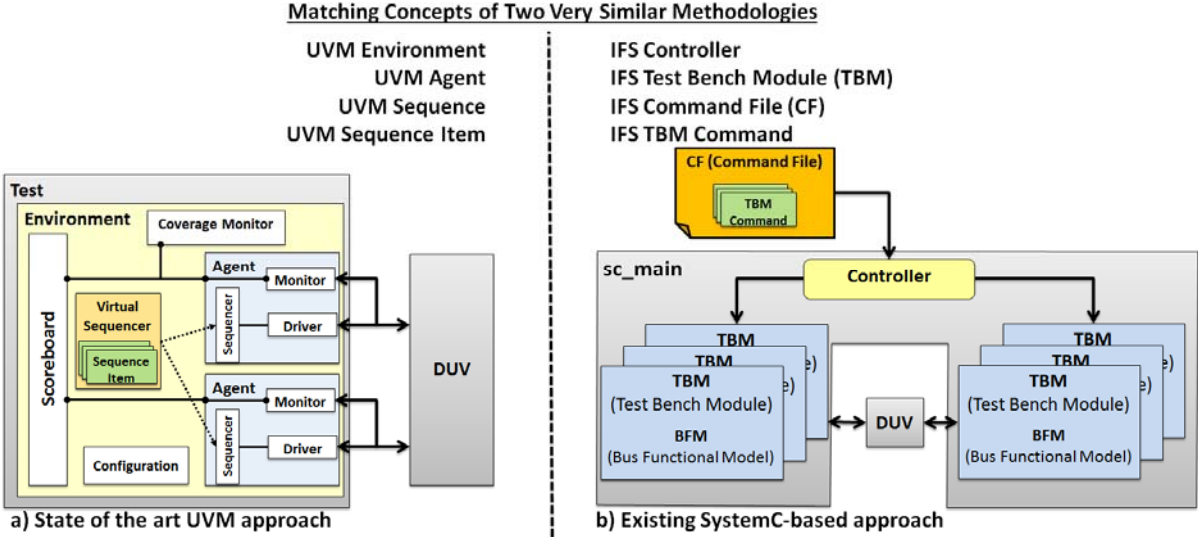 Matching Concepts of Two Very Similar Methodologies
UVM Environment
UVM Agent
UVM Sequence
UVM Sequence Item
IFS Controller
IFS Test Bench Module (TBM)
IFS Command File (CF)
IFS TBM Command
Test
Environment
Coverage Monitor
Scoreboard
Virtual
Sequencer
Sequence
Item
Agent
Monitor
Sequencer
Driver
Agent
Monitor
Sequencer
Driver
Configuration
DUV
a) State of the art UVM approach
CF (Command File)
TBM
Command
sc_main
Controller
TBM
e)
TBM
e)
TBM
(Test Bench Module)
BFM
(Bus Functional Model)
DUV
TBM
e)
TBM
e)
TBM
(Test Bench Module)
BFM
(Bus Functional Model)
b) Existing SystemC-based approach